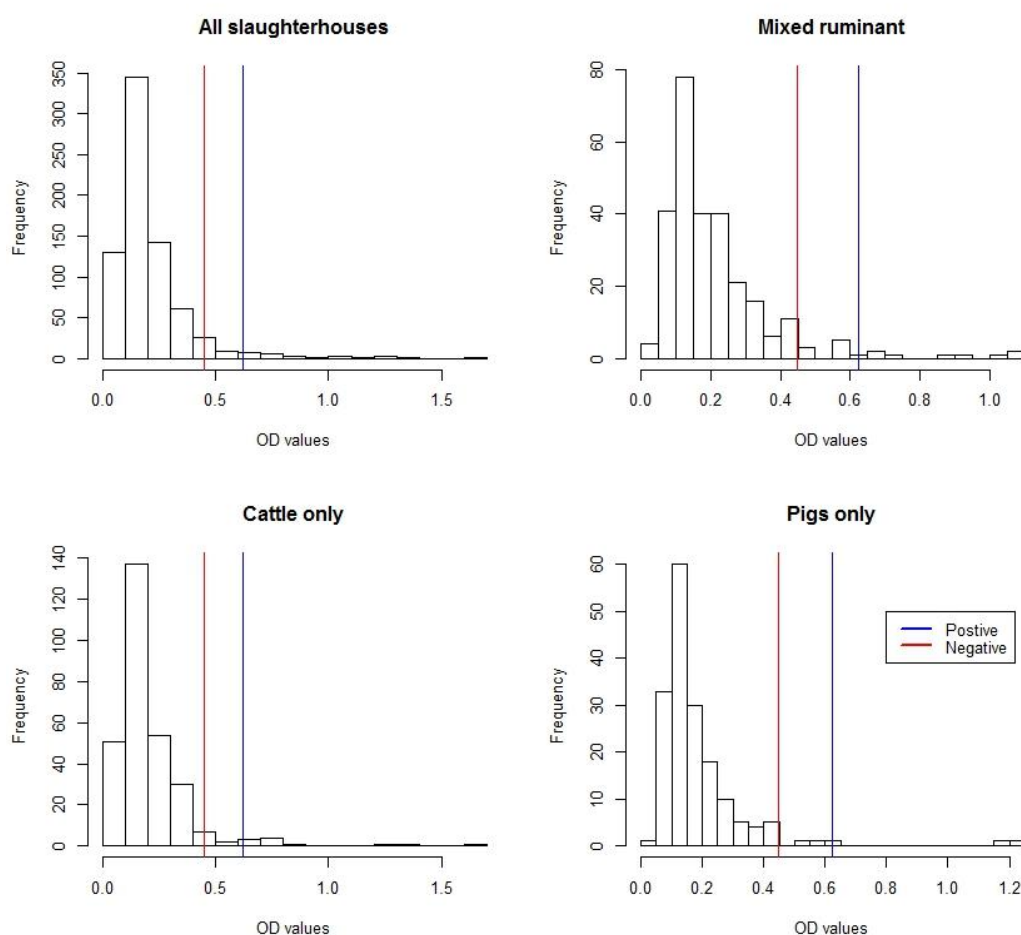 All slaughterhouses
Frequency
0 50 100 150 200 250 300 350
0.0 0.5 1.0 1.5
OD values
Mixed ruminant
Frequency
0 20 40 60 80
0.0 0.2 0.4 0.6 0.8 1.0
OD values
Cattle only
Frequency
0 20 40 60 80 100 120 140
0.0 0.5 1.0 1.5
OD values
Pigs only
Frequency
0 10 20 30 40 50 60
0.0 0.2 0.4 0.6 0.8 1.0 1.2
OD values
Postive
Negative